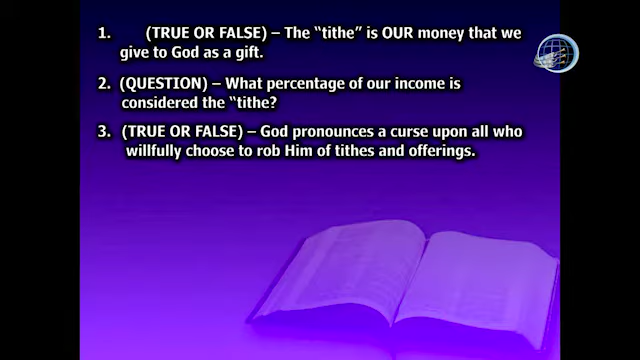 1. (TRUE OR FALSE) – The “tithe” is OUR money that we
give to God as a gift.
2. (QUESTION) – What percentage of our income is
considered the “tithe?
3. (TRUE OR FALSE) – God pronounces a curse upon all who
willfully choose to rob Him of tithes and offerings.